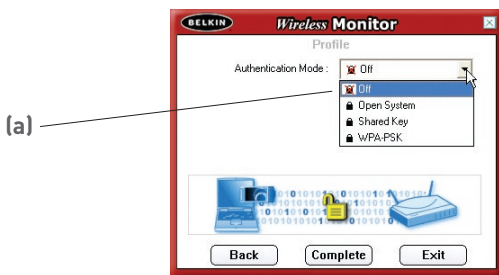 BELKIN Wireless Monitor
Profile
Authentication Mode : Off
(a)
Off
Open System
Shared Key
WPA-PSK
Back Complete Exit